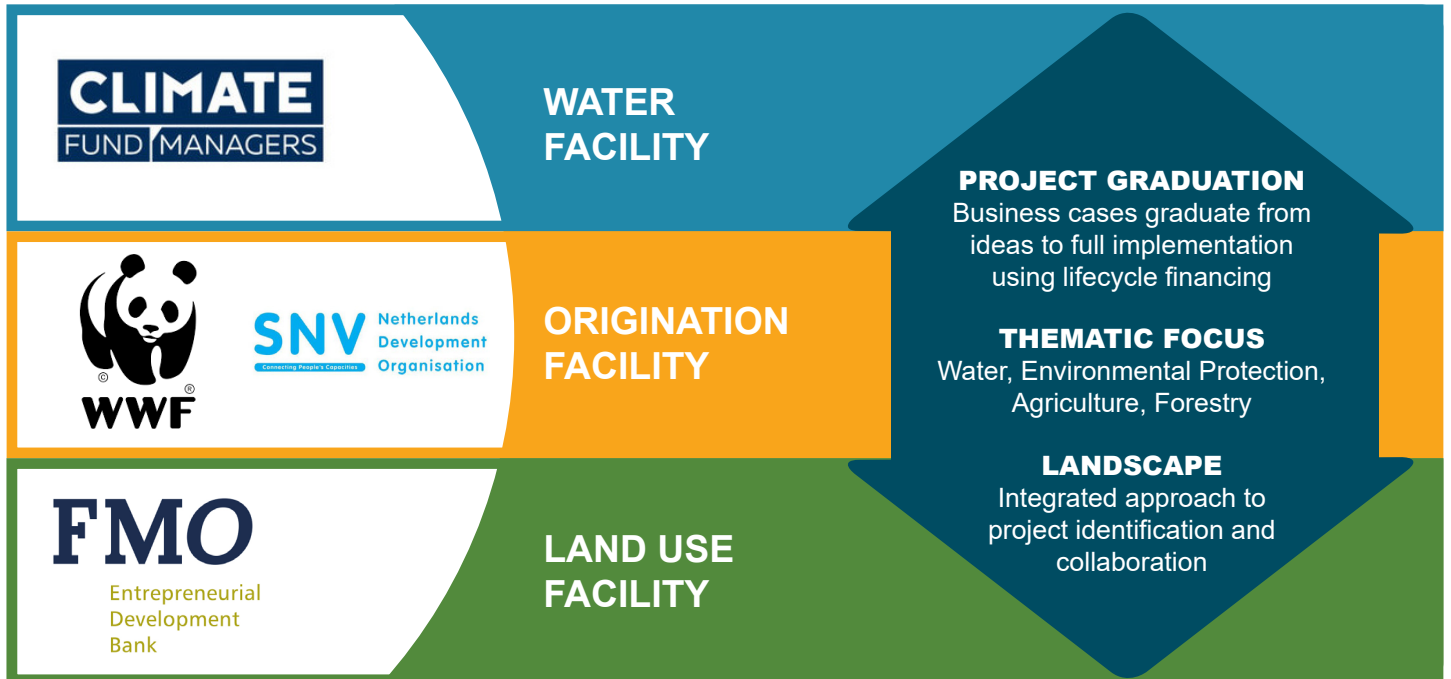 CLIMATE
FUND MANAGERS
WATER
FACILITY
©
®
WWF
SNV
Connecting People's Capacities
Netherlands
Development
Organisation
ORIGINATION
FACILITY
FMO
Entrepreneurial
Development
Bank
LAND USE
FACILITY
PROJECT GRADUATION
Business cases graduate from
ideas to full implementation
using lifecycle financing
THEMATIC FOCUS
Water, Environmental Protection,
Agriculture, Forestry
LANDSCAPE
Integrated approach to
project identification and
collaboration